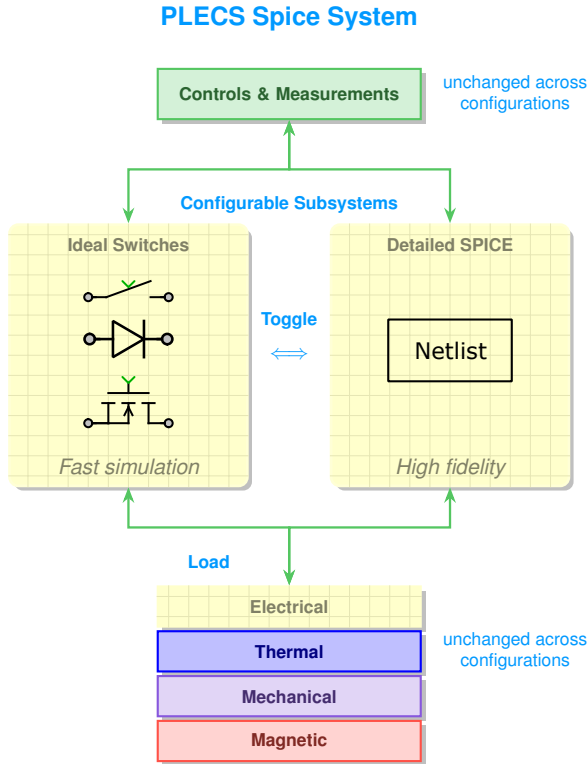 PLECS Spice System
Controls & Measurements
unchanged across
configurations
Configurable Subsystems
Ideal Switches
Detailed SPICE
Toggle
Netlist
Fast simulation
High fidelity
Load
Electrical
Thermal
unchanged across
configurations
Mechanical
Magnetic